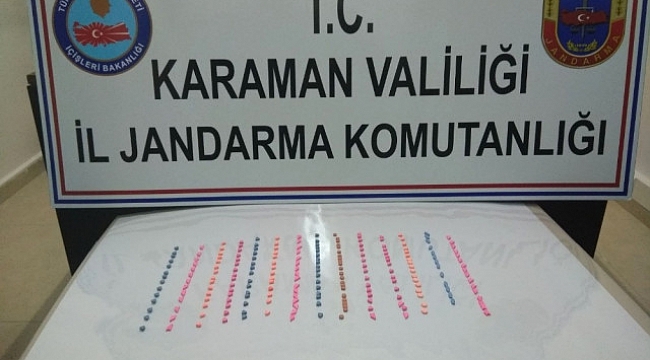 T.C.
KARAMAN VALİLİĞİ
İL JANDARMA KOMUTANLIĞI
İÇİŞLERİ BAKANLIĞI
JANDARMA